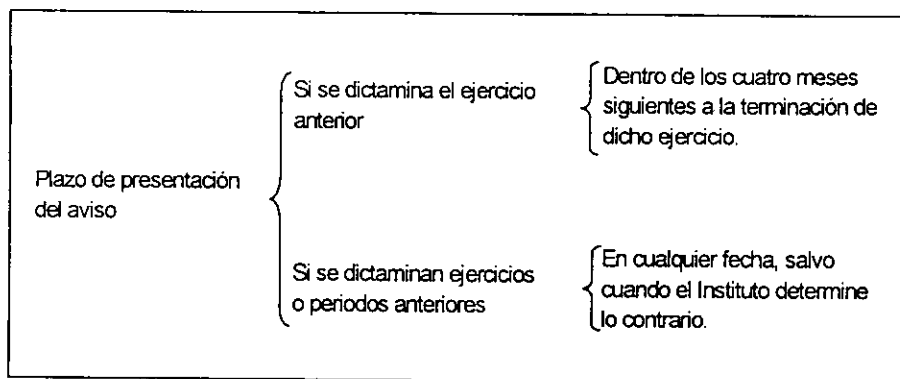 Plazo de presentación
del aviso
Si se dictamina el ejercicio
anterior
Dentro de los cuatro meses
siguientes a la terminación de
dicho ejercicio.
Si se dictaminan ejercicios
o periodos anteriores
En cualquier fecha, salvo
cuando el Instituto determine
lo contrario.